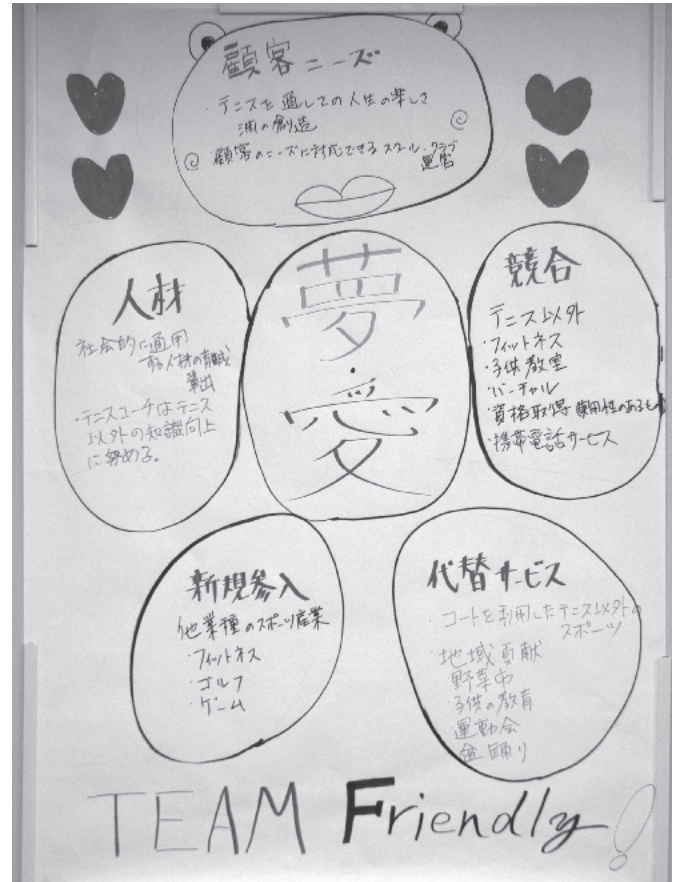 顧客ニーズ
・テニスを通しての人生の楽しさ
の創造
・顧客のニーズに対応できるスクール・クラブ
運営
人材
社会的に通用
する人材の育成
輩出
・テニスコーチはテニス
以外の知識向上
に努める。
夢
・
愛
競合
テニス以外
・フィットネス
・子供教室
・バーチャル
・資格取得 専用性のあるもの
・携帯電話サービス
新規参入
他業種のスポーツ産業
・フィットネス
・ゴルフ
・ゲーム
代替サービス
・コートを利用したテニス以外の
スポーツ
・地域貢献
野菜市
子供の教育
運動会
盆踊り
TEAM Friendly!